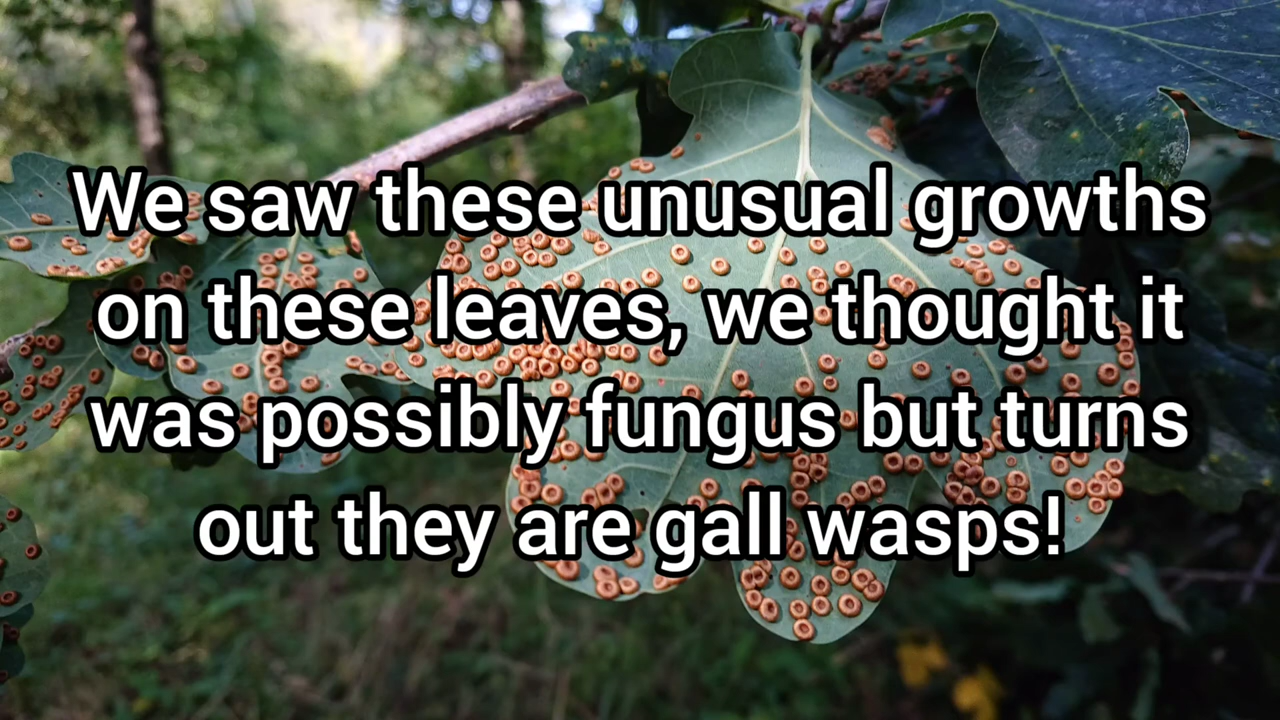 We saw these unusual growths
on these leaves, we thought it
was possibly fungus but turns
out they are gall wasps!